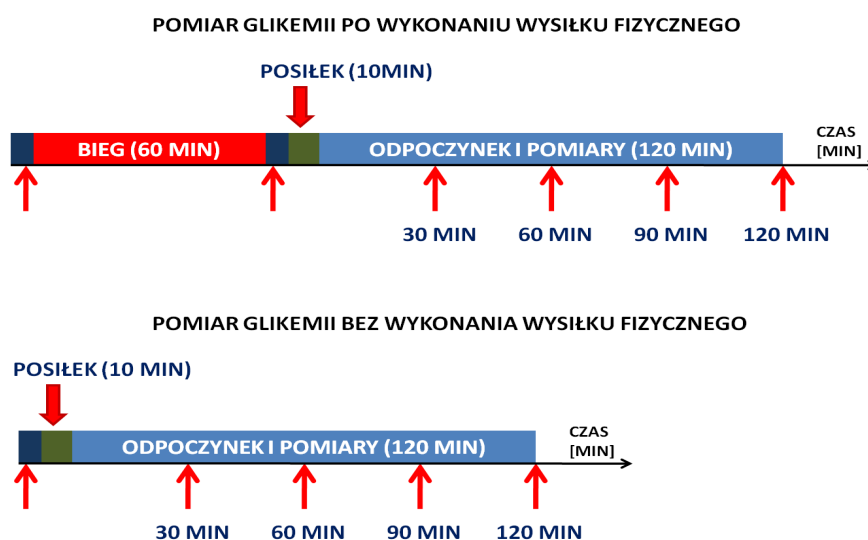 POMIAR GLIKEMII PO WYKONANIU WYSIŁKU FIZYCZNEGO
POSIŁEK (10MIN)
BIEG (60 MIN)
ODPOCZYNEK I POMIARY (120 MIN)
CZAS
[MIN]
30 MIN
60 MIN
90 MIN
120 MIN
POMIAR GLIKEMII BEZ WYKONANIA WYSIŁKU FIZYCZNEGO
POSIŁEK (10 MIN)
ODPOCZYNEK I POMIARY (120 MIN)
CZAS
[MIN]
30 MIN
60 MIN
90 MIN
120 MIN